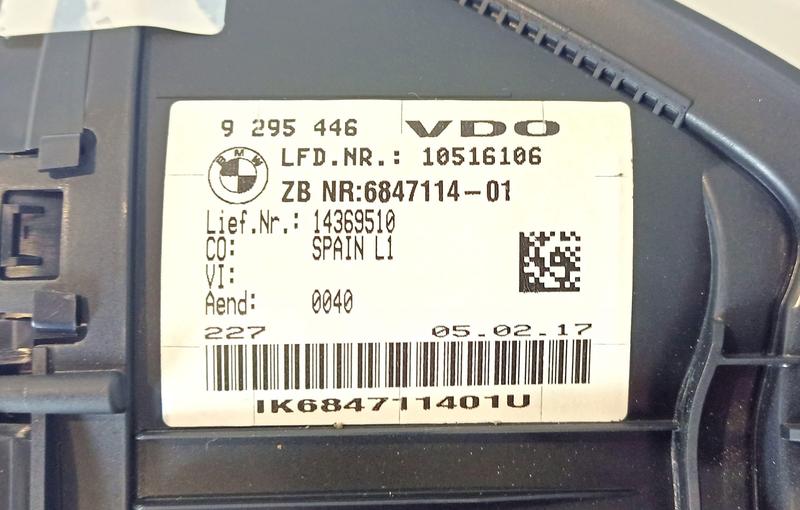 9 295 446 VDO
BMW LFD.NR.: 10516106
ZB NR:6847114-01
Lief.Nr.: 14369510
CO: SPAIN L1
VI:
Aend: 0040
227 05.02.17
IK684711401U